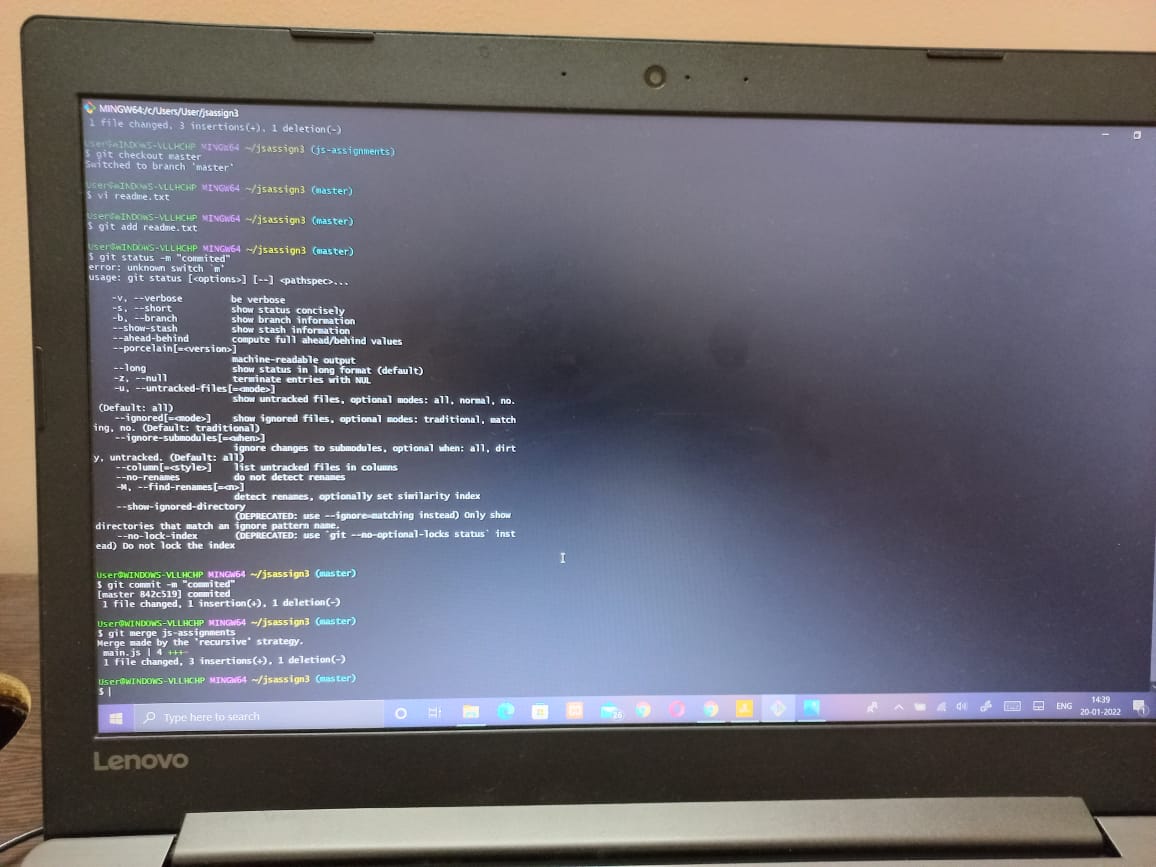 MINGW64:/c/Users/User/jsassign3
1 file changed, 3 insertions(+), 1 deletion(-)
User@WINDOWS-VLLHCHP MINGW64 ~/jsassign3 (js-assignments)
$ git checkout master
Switched to branch 'master'
User@WINDOWS-VLLHCHP MINGW64 ~/jsassign3 (master)
$ vi readme.txt
User@WINDOWS-VLLHCHP MINGW64 ~/jsassign3 (master)
$ git add readme.txt
User@WINDOWS-VLLHCHP MINGW64 ~/jsassign3 (master)
$ git status -m "commited"
error: unknown switch `m'
usage: git status [<options>] [--] <pathspec>...
-v, --verbose be verbose
-s, --short show status concisely
-b, --branch show branch information
--show-stash show stash information
--ahead-behind compute full ahead/behind values
--porcelain[=<version>]
machine-readable output
--long show status in long format (default)
-z, --null terminate entries with NUL
-u, --untracked-files[=<mode>]
show untracked files, optional modes: all, normal, no.
(Default: all)
--ignored[=<mode>] show ignored files, optional modes: traditional, match
ing, no. (Default: traditional)
--ignore-submodules[=<when>]
ignore changes to submodules, optional when: all, dirt
y, untracked. (Default: all)
--column[=<style>] list untracked files in columns
--no-renames do not detect renames
-M, --find-renames[=<n>]
detect renames, optionally set similarity index
--show-ignored-directory
(DEPRECATED: use --ignore=matching instead) Only show
directories that match an ignore pattern name.
--no-lock-index (DEPRECATED: use `git --no-optional-locks status` inst
ead) Do not lock the index
User@WINDOWS-VLLHCHP MINGW64 ~/jsassign3 (master)
$ git commit -m "commited"
[master 842c519] commited
1 file changed, 1 insertion(+), 1 deletion(-)
User@WINDOWS-VLLHCHP MINGW64 ~/jsassign3 (master)
$ git merge js-assignments
Merge made by the 'recursive' strategy.
main.js | 4 +++-
1 file changed, 3 insertions(+), 1 deletion(-)
User@WINDOWS-VLLHCHP MINGW64 ~/jsassign3 (master)
$
Type here to search
ENG
14:39
20-01-2022
Lenovo